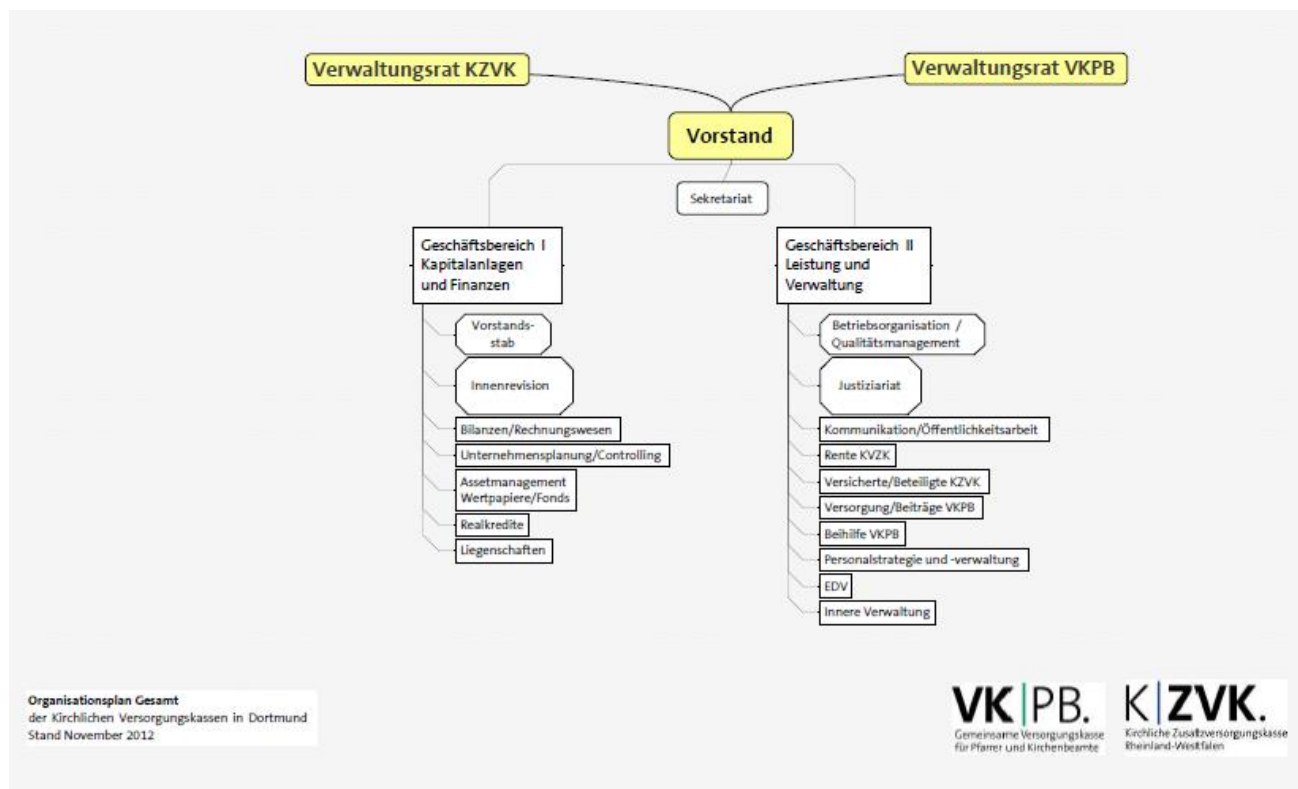 Verwaltungsrat KZVK
Verwaltungsrat VKPB
Vorstand
Sekretariat
Geschäftsbereich I
Kapitalanlagen
und Finanzen
Vorstands-
stab
Innenrevision
Bilanzen/Rechnungswesen
Unternehmensplanung/Controlling
Assetmanagement
Wertpapiere/Fonds
Realkredite
Liegenschaften
Geschäftsbereich II
Leistung und
Verwaltung
Betriebsorganisation /
Qualitätsmanagement
Justiziariat
Kommunikation/Öffentlichkeitsarbeit
Rente KVZK
Versicherte/Beteiligte KZVK
Versorgung/Beiträge VKPB
Beihilfe VKPB
Personalstrategie und -verwaltung
EDV
Innere Verwaltung
Organisationsplan Gesamt
der Kirchlichen Versorgungskassen in Dortmund
Stand November 2012
VK|PB.
Gemeinsame Versorgungskasse
für Pfarrer und Kirchenbeamte
K|ZVK.
Kirchliche Zusatzversorgungskasse
Rheinland-Westfalen